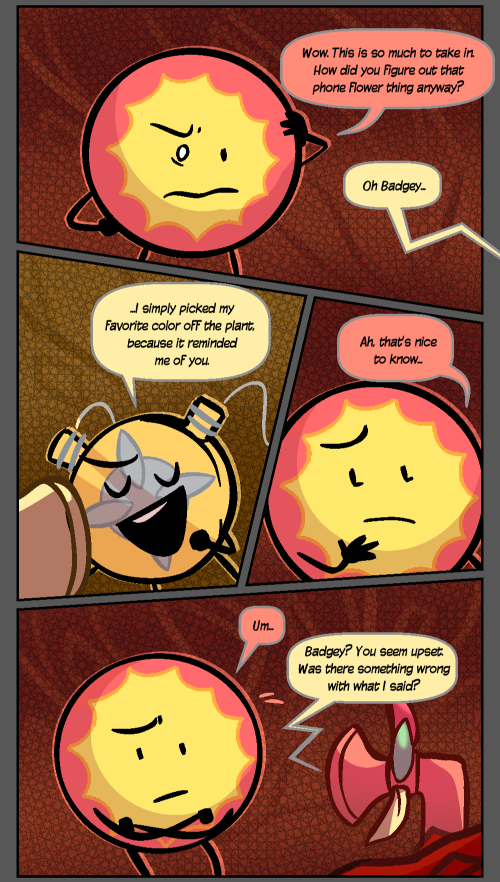 Wow. This is so much to take in.
How did you figure out that
phone flower thing anyway?
Oh Badgey...
...I simply picked my
favorite color off the plant,
because it reminded
me of you.
Ah, that's nice
to know...
Um...
Badgey? You seem upset.
Was there something wrong
with what I said?